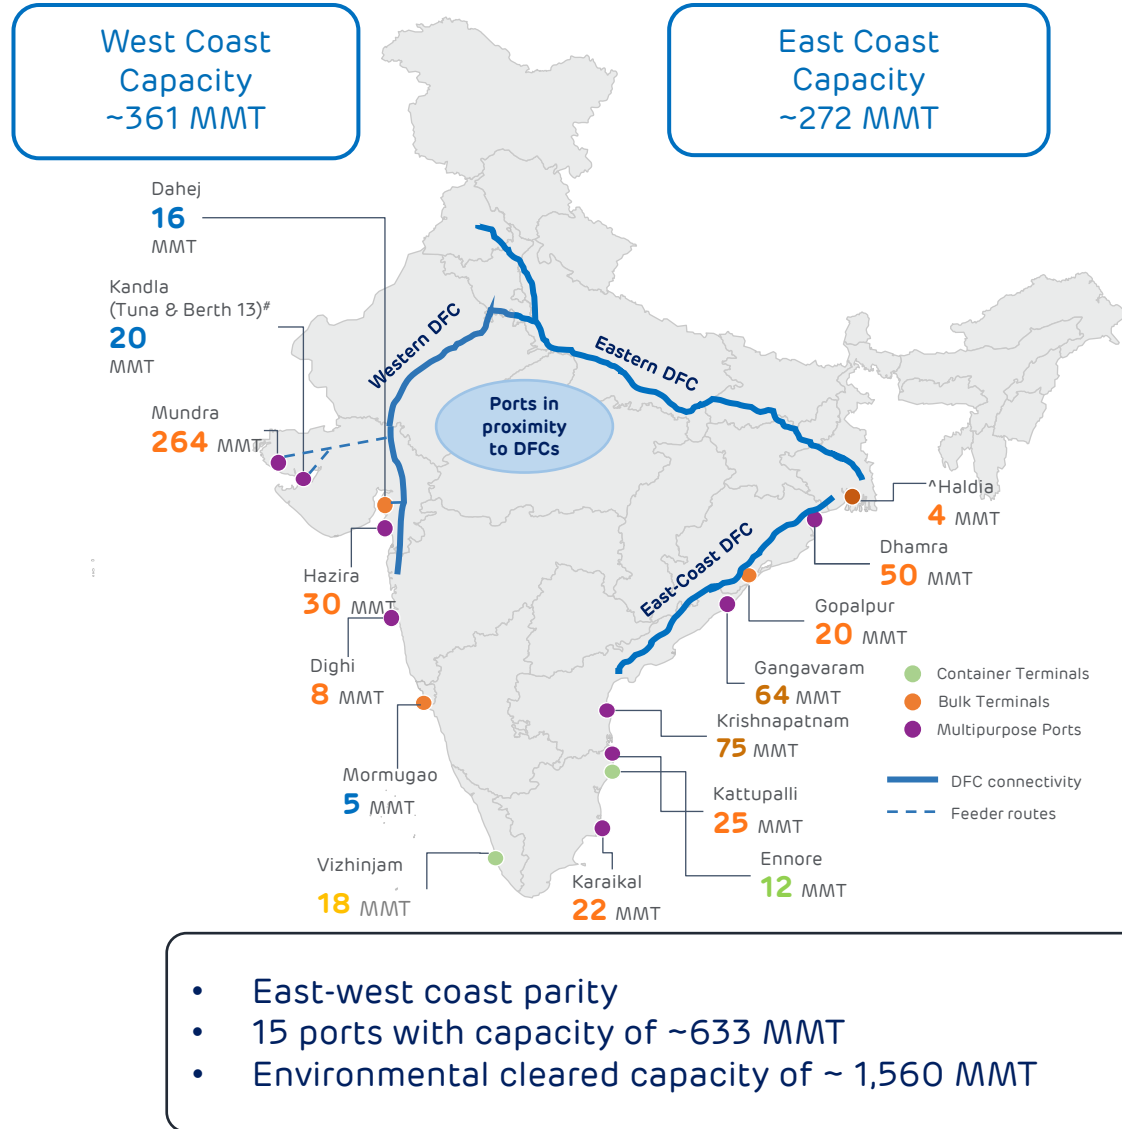 West Coast
Capacity
~361 MMT
East Coast
Capacity
~272 MMT
Dahej
16
MMT
Kandla
(Tuna & Berth 13)#
20
MMT
Mundra
264 MMT
Western DFC
Eastern DFC
Ports in
proximity
to DFCs
East-Coast DFC
^Haldia
4 MMT
Dhamra
50 MMT
Gopalpur
20 MMT
Gangavaram
64 MMT
Krishnapatnam
75 MMT
Kattupalli
25 MMT
Ennore
12 MMT
Hazira
30 MMT
Dighi
8 MMT
Mormugao
5 MMT
Vizhinjam
18 MMT
Karaikal
22 MMT
Container Terminals
Bulk Terminals
Multipurpose Ports
DFC connectivity
Feeder routes
• East-west coast parity
• 15 ports with capacity of ~633 MMT
• Environmental cleared capacity of ~ 1,560 MMT